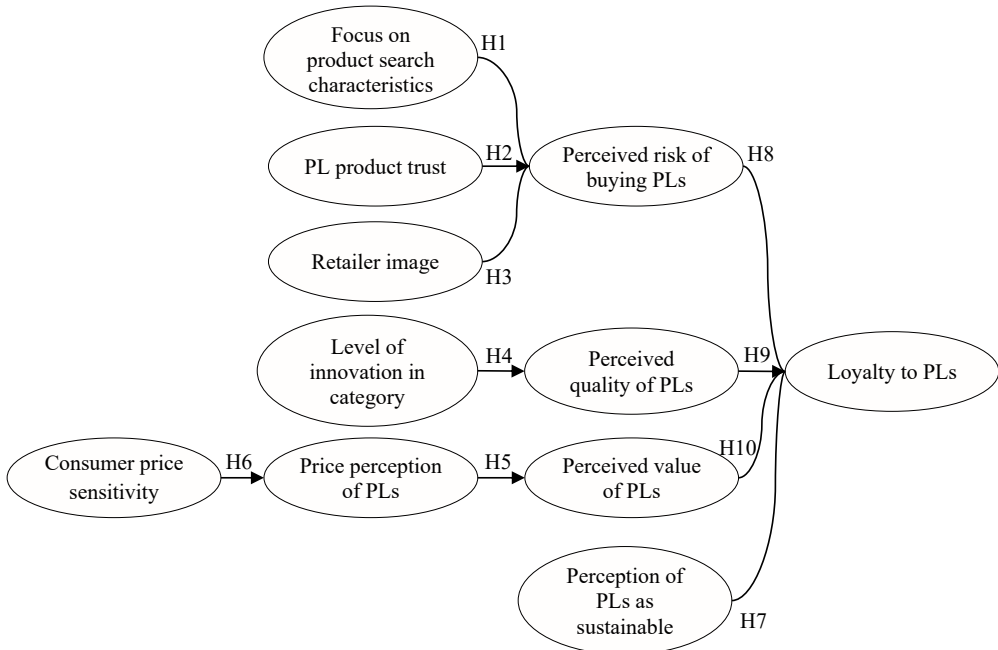 Focus on
product search
characteristics
H1
PL product trust
H2
Perceived risk of
buying PLs
H8
Retailer image
H3
Level of
innovation in
category
H4
Perceived
quality of PLs
H9
Loyalty to PLs
Consumer price
sensitivity
H6
Price perception
of PLs
H5
Perceived value
of PLs
H10
Perception of
PLs as
sustainable
H7